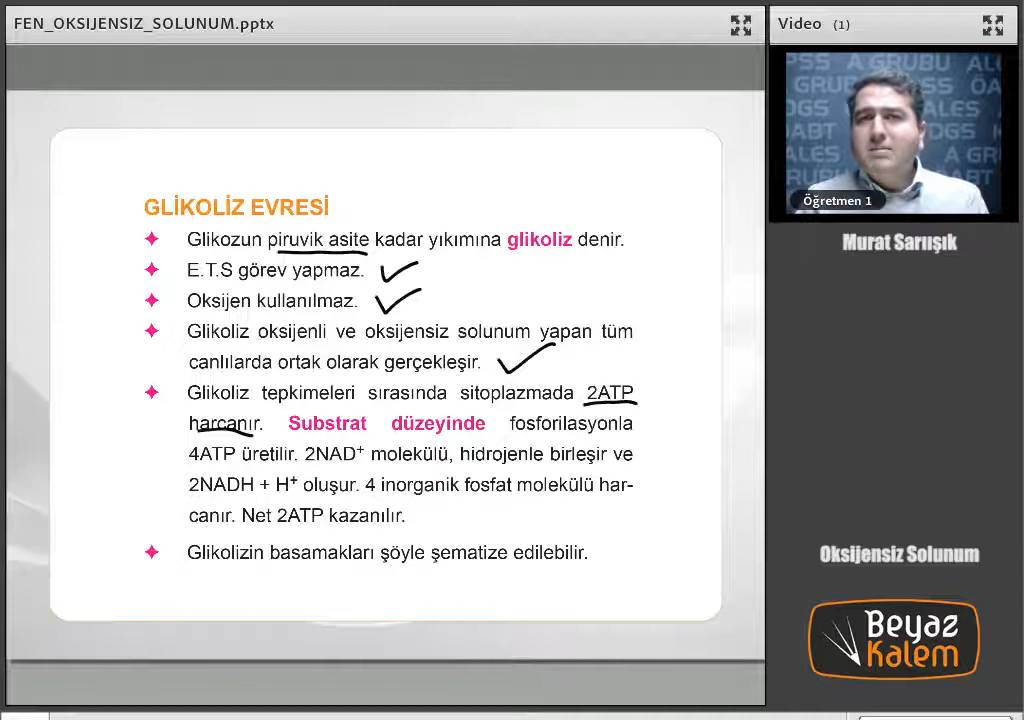 FEN_OKSIJENSIZ_SOLUNUM.pptx
Video (1)
GLİKOLİZ EVRESİ
Glikozun piruvik asite kadar yıkımına glikoliz denir.
E.T.S görev yapmaz.
Oksijen kullanılmaz.
Glikoliz oksijenli ve oksijensiz solunum yapan tüm
canlılarda ortak olarak gerçekleşir.
Glikoliz tepkimeleri sırasında sitoplazmada 2ATP
harcanır. Substrat düzeyinde fosforilasyonla
4ATP üretilir. 2NAD⁺ molekülü, hidrojenle birleşir ve
2NADH + H⁺ oluşur. 4 inorganik fosfat molekülü har-
canır. Net 2ATP kazanılır.
Glikolizin basamakları şöyle şematize edilebilir.
Öğretmen 1
Murat Sarıışık
Oksijensiz Solunum
Beyaz
Kalem